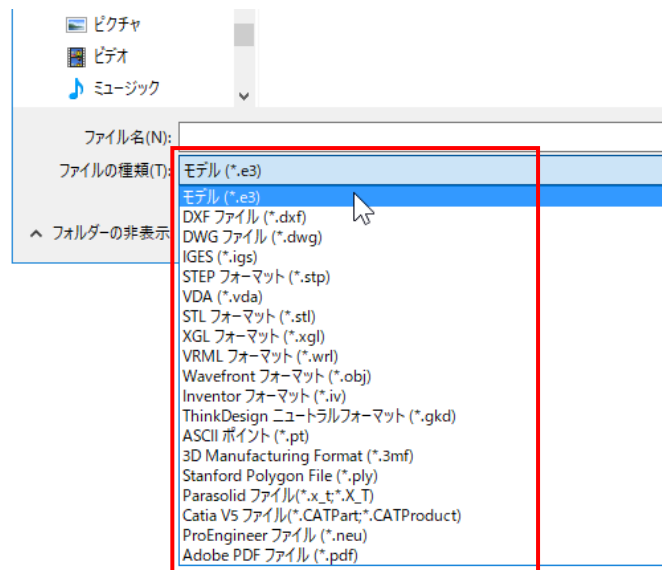 ピクチャ
ビデオ
ミュージック
ファイル名(N):
ファイルの種類(T): モデル (*.e3)
モデル (*.e3)
DXF ファイル (*.dxf)
フォルダーの非表示
DWG ファイル (*.dwg)
IGES (*.igs)
STEP フォーマット (*.stp)
VDA (*.vda)
STL フォーマット (*.stl)
XGL フォーマット (*.xgl)
VRML フォーマット (*.wrl)
Wavefront フォーマット (*.obj)
Inventor フォーマット (*.iv)
ThinkDesign ニュートラルフォーマット (*.gkd)
ASCII ポイント (*.pt)
3D Manufacturing Format (*.3mf)
Stanford Polygon File (*.ply)
Parasolid ファイル(*.x_t;*.X_T)
Catia V5 ファイル(*.CATPart;*.CATProduct)
ProEngineer ファイル (*.neu)
Adobe PDF ファイル (*.pdf)